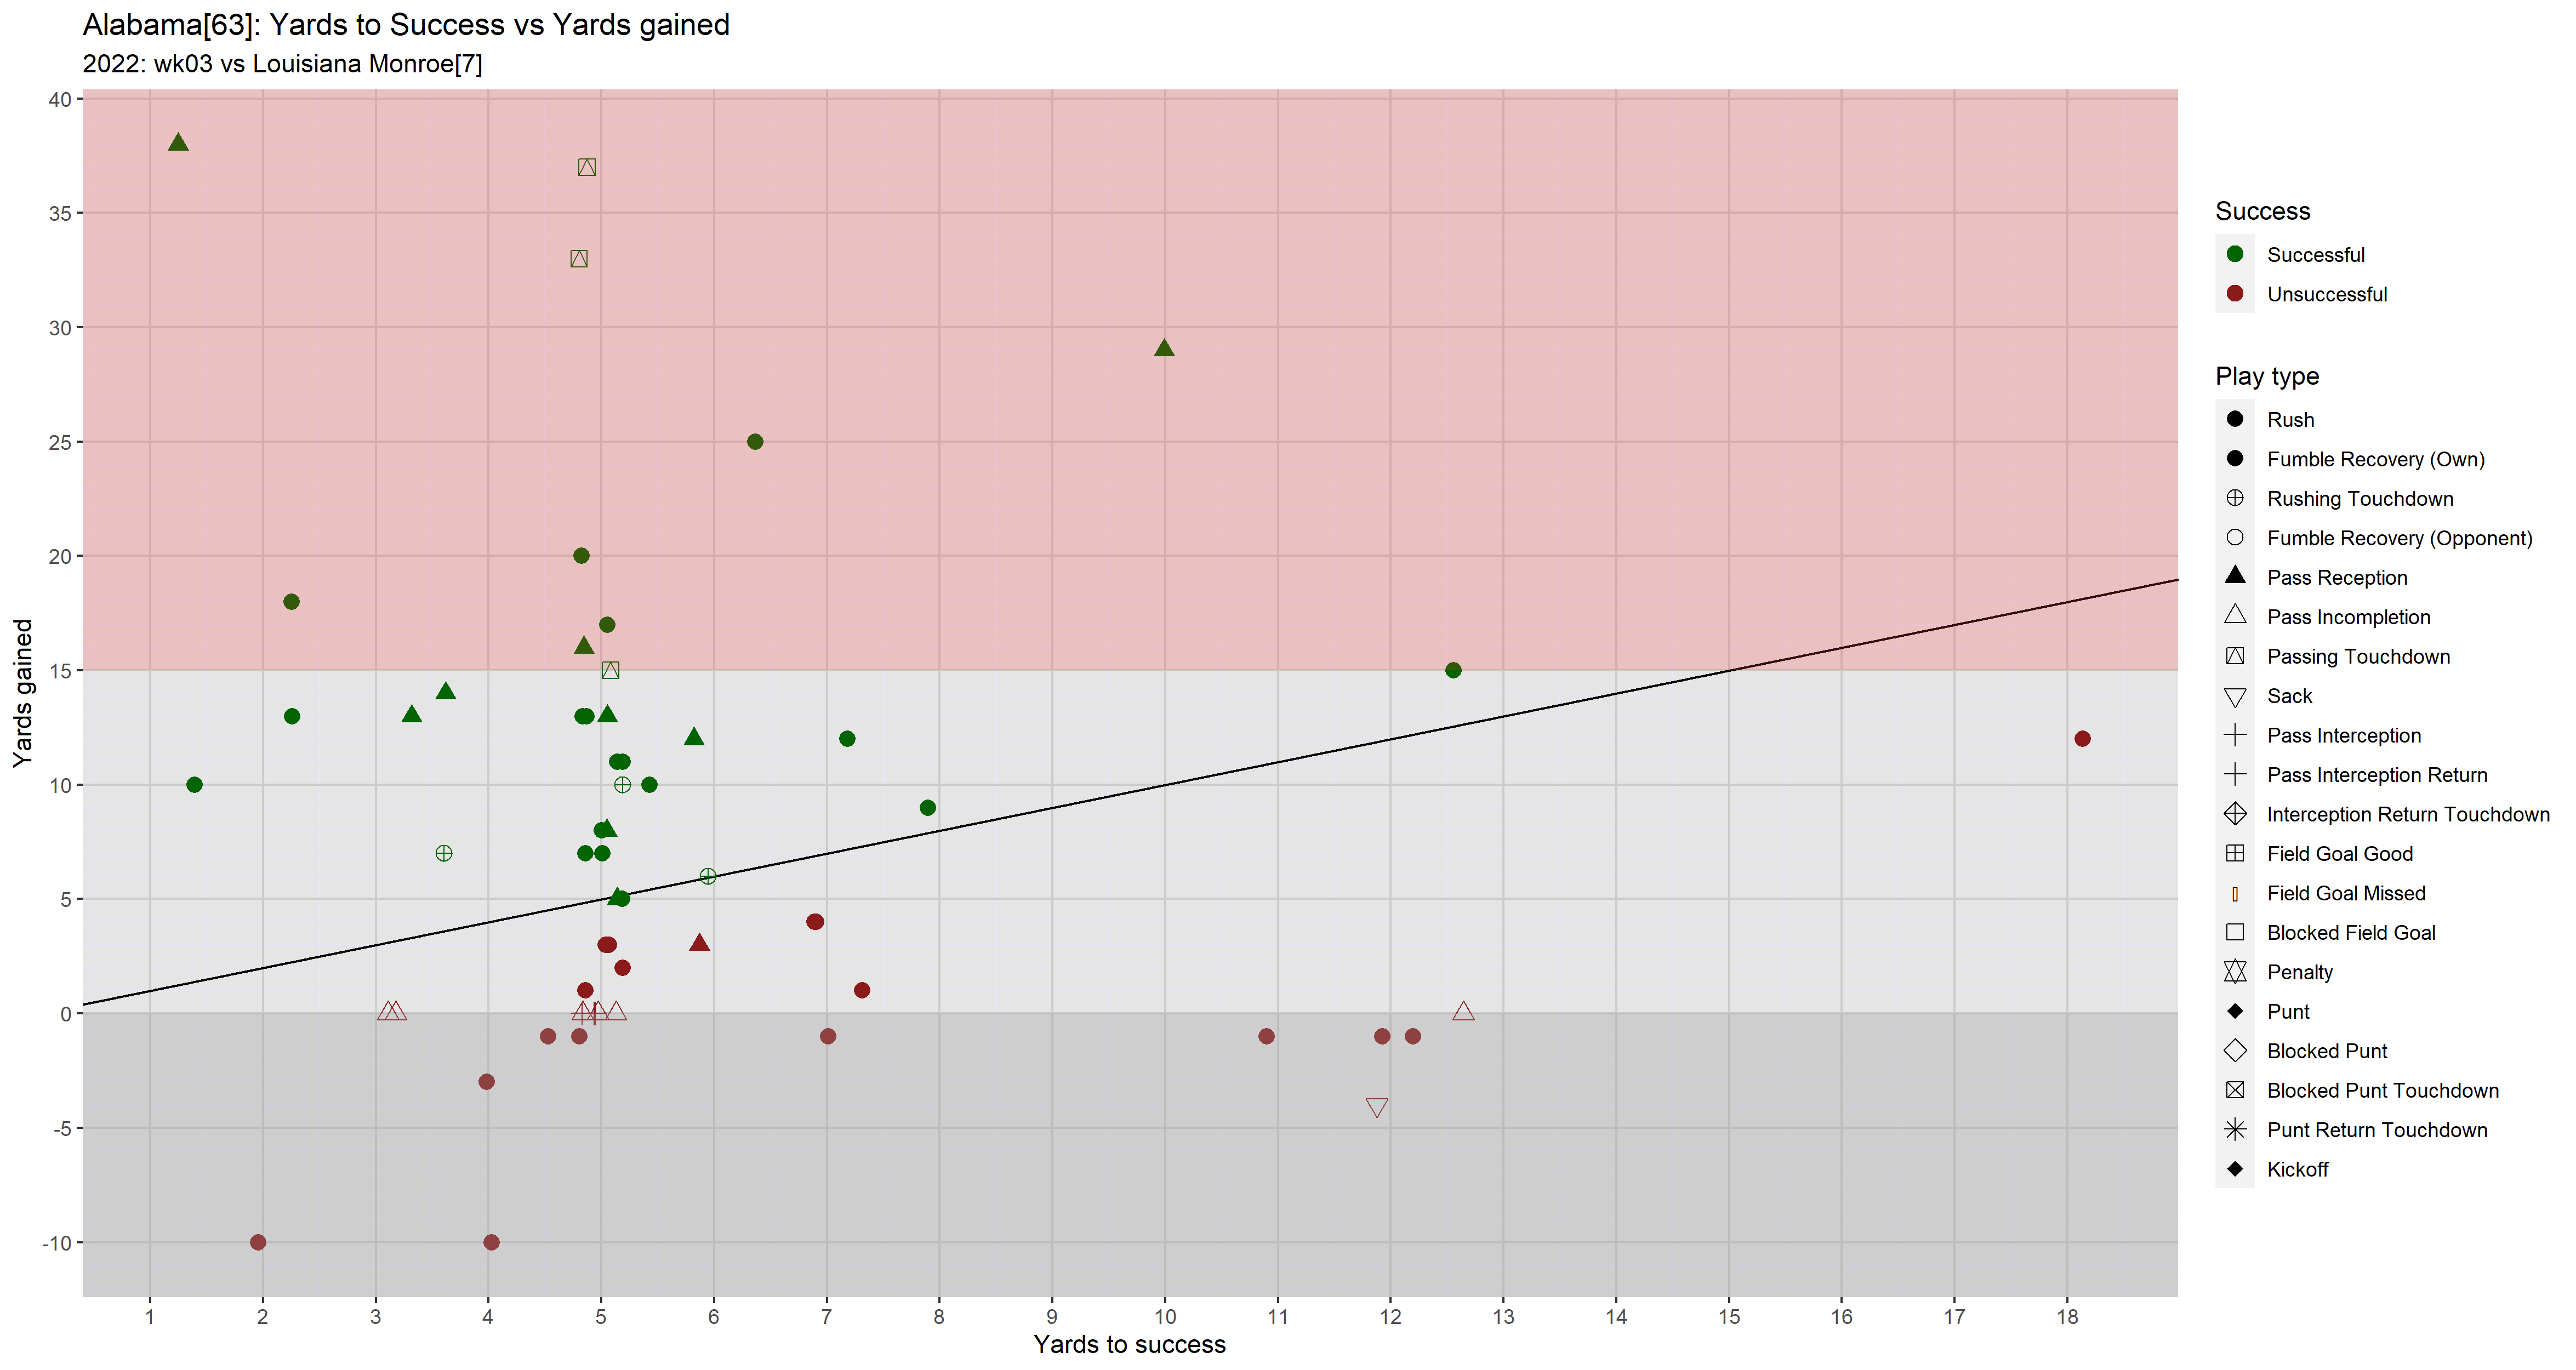 Alabama[63]: Yards to Success vs Yards gained
2022: wk03 vs Louisiana Monroe[7]
40
35
30
25
20
15
10
5
0
-5
-10
Yards gained
1 2 3 4 5 6 7 8 9 10 11 12 13 14 15 16 17 18
Yards to success
Success
Successful
Unsuccessful
Play type
Rush
Fumble Recovery (Own)
Rushing Touchdown
Fumble Recovery (Opponent)
Pass Reception
Pass Incompletion
Passing Touchdown
Sack
Pass Interception
Pass Interception Return
Interception Return Touchdown
Field Goal Good
Field Goal Missed
Blocked Field Goal
Penalty
Punt
Blocked Punt
Blocked Punt Touchdown
Punt Return Touchdown
Kickoff